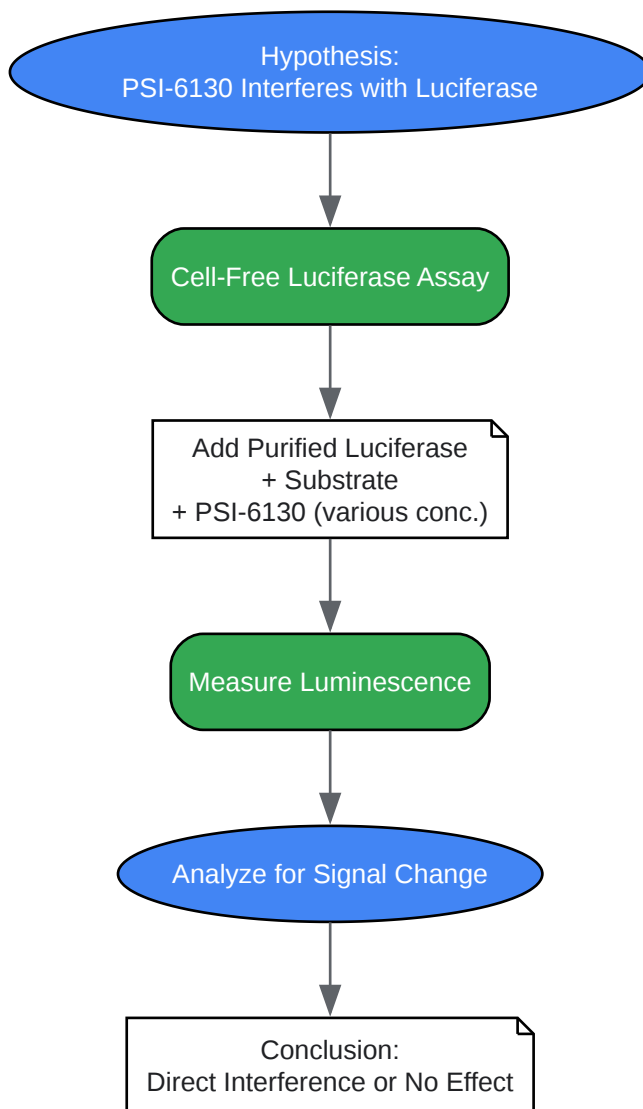 Hypothesis:
PSI-6130 Interferes with Luciferase
Cell-Free Luciferase Assay
Add Purified Luciferase
+ Substrate
+ PSI-6130 (various conc.)
Measure Luminescence
Analyze for Signal Change
Conclusion:
Direct Interference or No Effect